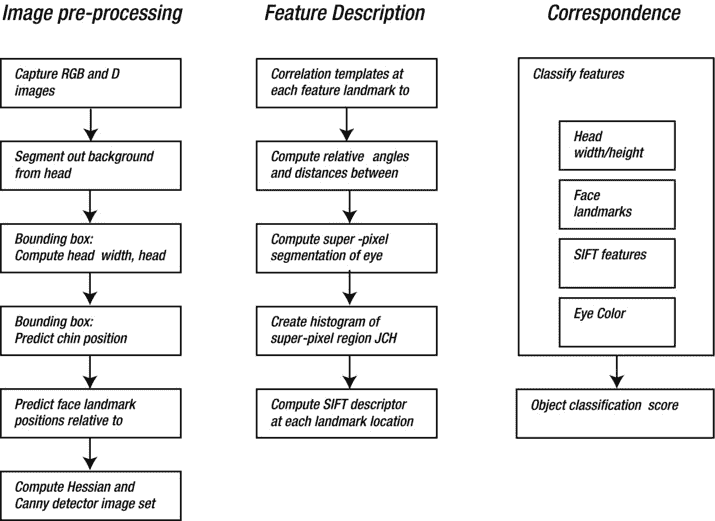 Image pre-processing
Capture RGB and D
images
Segment out background
from head
Bounding box:
Compute head width, head
Bounding box:
Predict chin position
Predict face landmark
positions relative to
Compute Hessian and
Canny detector image set
Feature Description
Correlation templates at
each feature landmark to
Compute relative angles
and distances between
Compute super -pixel
segmentation of eye
Create histogram of
super-pixel region JCH
Compute SIFT descriptor
at each landmark location
Correspondence
Classify features
Head
width/height
Face
landmarks
SIFT features
Eye Color
Object classification score